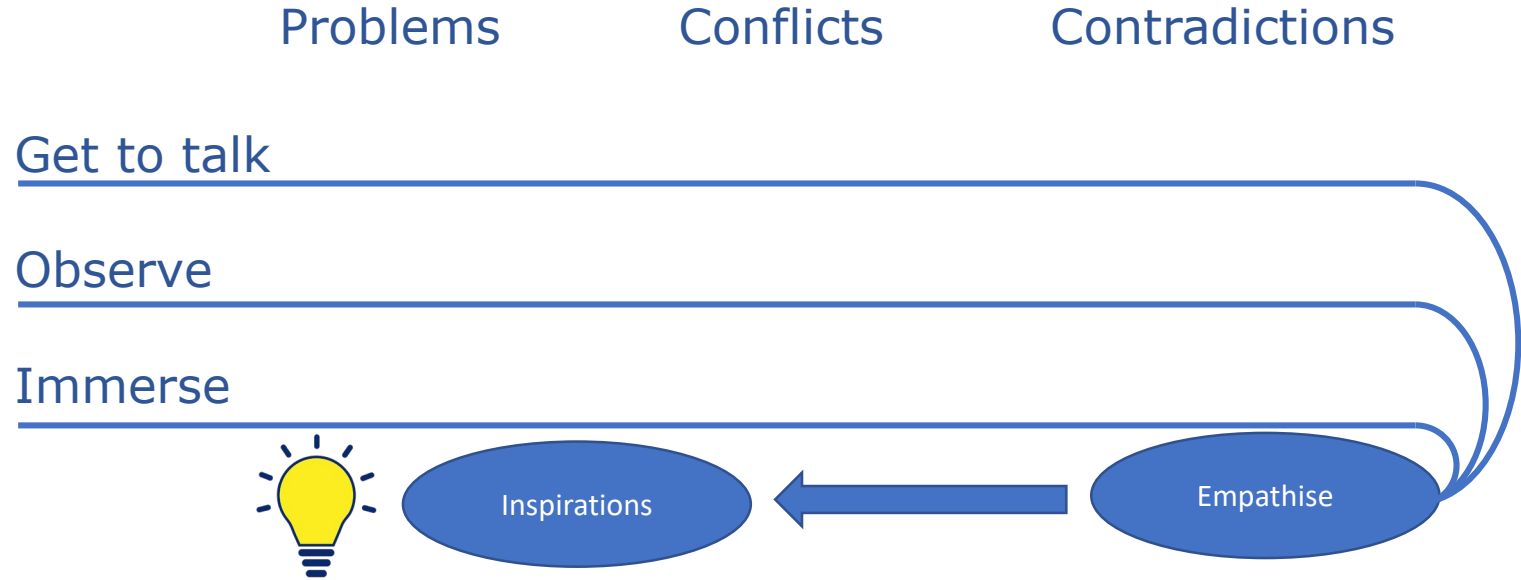 Problems Conflicts Contradictions
Get to talk
Observe
Immerse
Inspirations Empathise